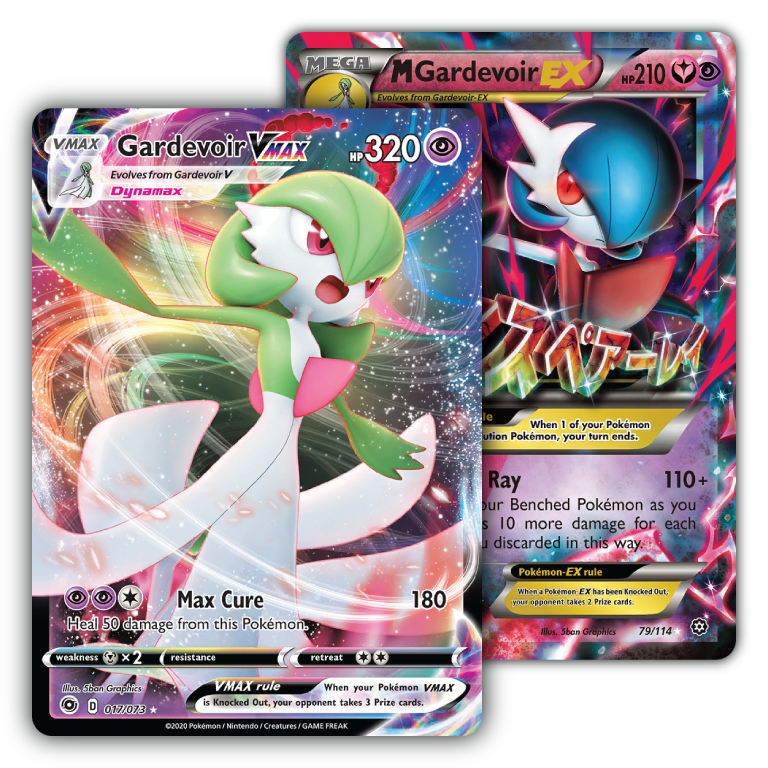 VMAX
Gardevoir VMAX
HP 320
Evolves from Gardevoir V
Dynamax
Max Cure 180
Heal 50 damage from this Pokémon.
weakness ×2 resistance retreat
Illus. 5ban Graphics
D 017/073
VMAX rule When your Pokémon VMAX
is Knocked Out, your opponent takes 3 Prize cards.
©2020 Pokémon / Nintendo / Creatures / GAME FREAK
MEGA
M Gardevoir EX
HP 210
Evolves from Gardevoir-EX
スペアーレイ
le When 1 of your Pokémon
ution Pokémon, your turn ends.
Ray 110+
our Benched Pokémon as you
s 10 more damage for each
u discarded in this way.
Pokémon-EX rule
When a Pokémon-EX has been Knocked Out,
your opponent takes 2 Prize cards.
Illus. 5ban Graphics 79/114